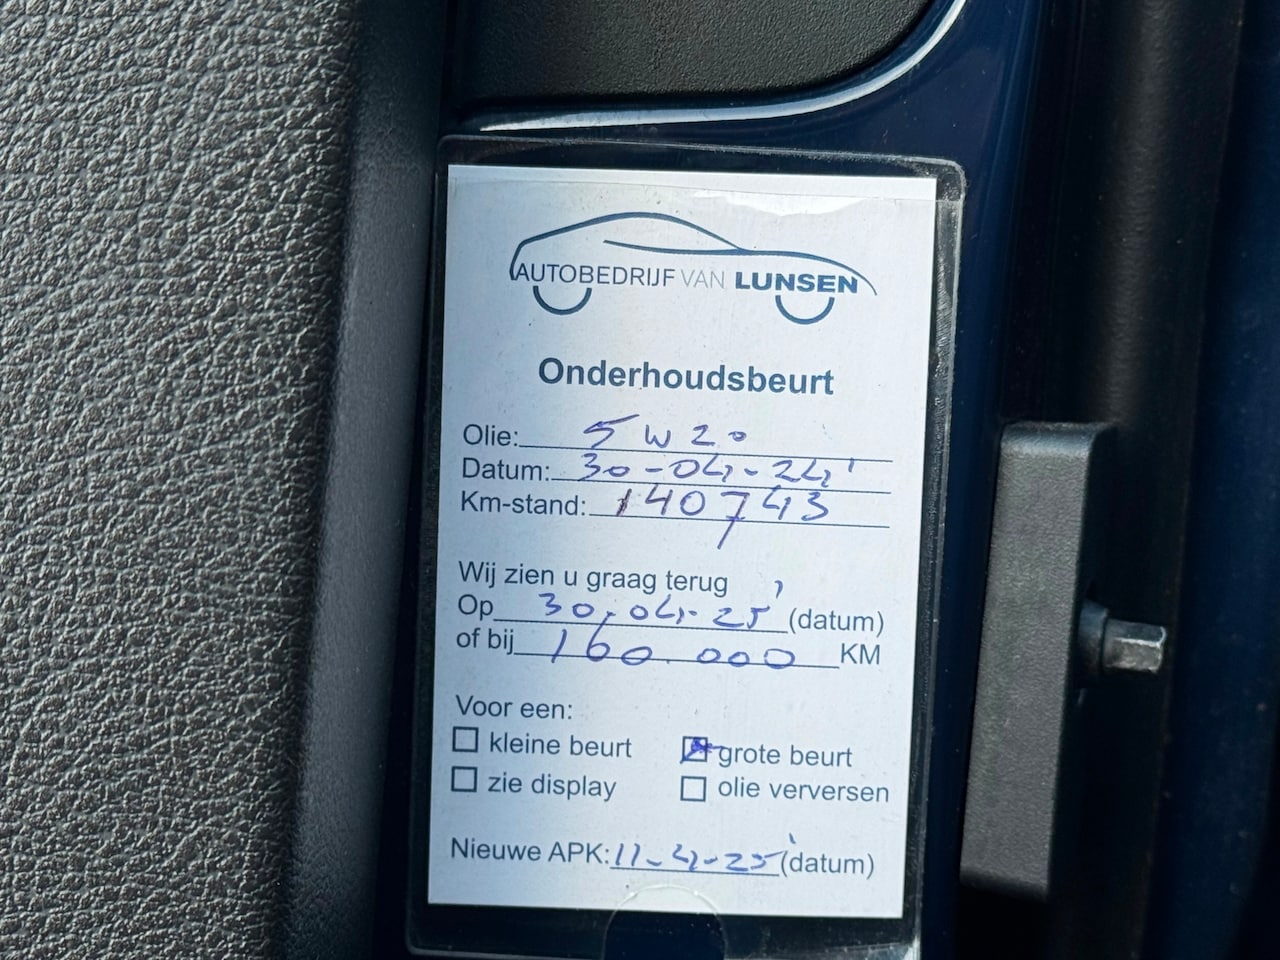 AUTOBEDRIJF VAN LUNSEN
Onderhoudsbeurt
Olie: 5W20
Datum: 30-04-24'
Km-stand: 140743
Wij zien u graag terug
Op 30-04-25' (datum)
of bij 160.000 KM
Voor een:
kleine beurt grote beurt
zie display olie verversen
Nieuwe APK: 11-4-25' (datum)